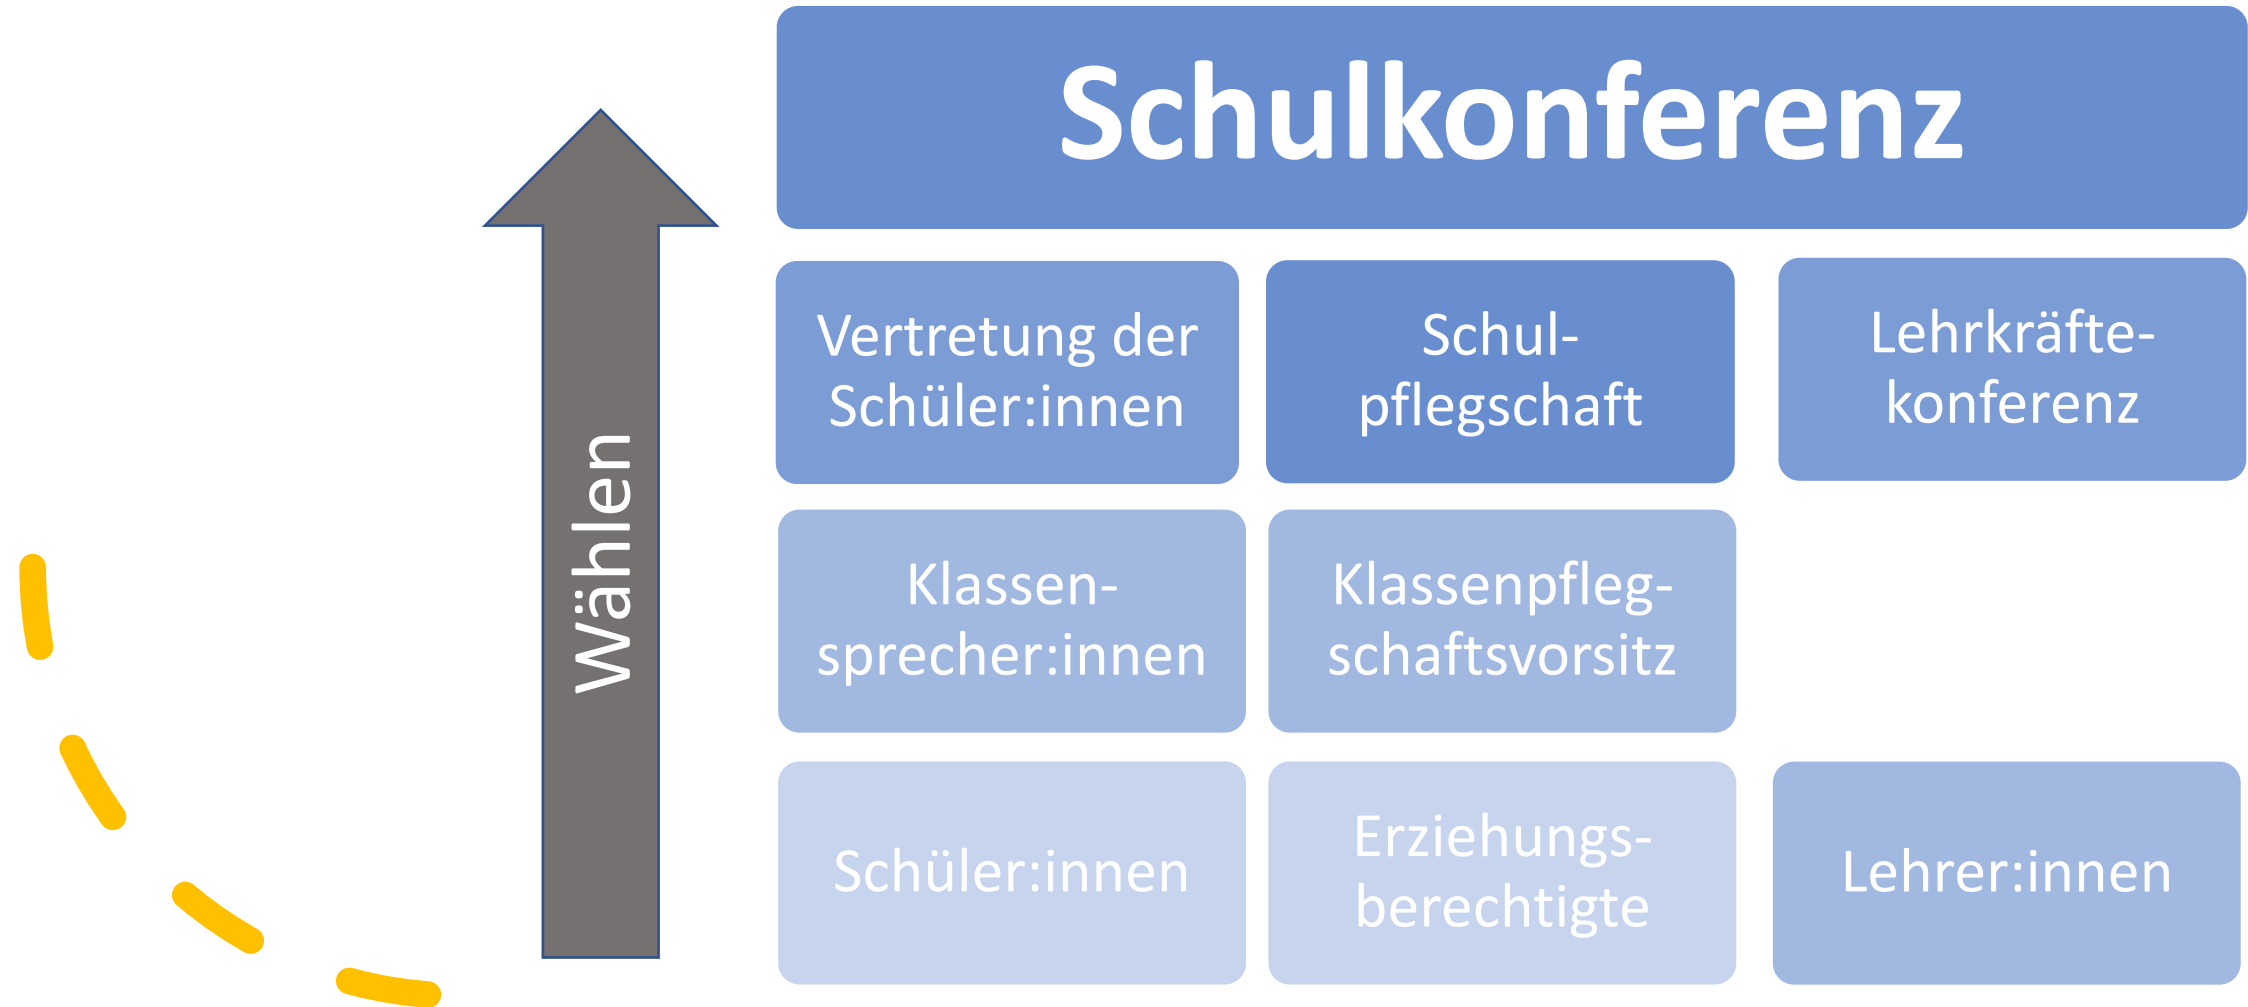 Schulkonferenz
Wählen
Vertretung der
Schüler:innen
Schul-
pflegschaft
Lehrkräfte-
konferenz
Klassen-
sprecher:innen
Klassenpfleg-
schaftsvorsitz
Schüler:innen
Erziehungs-
berechtigte
Lehrer:innen